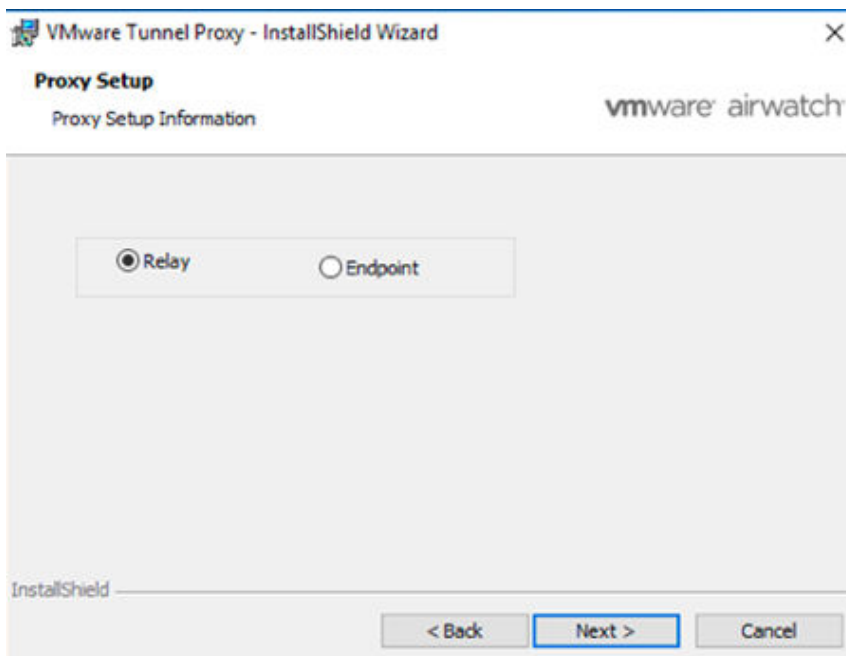 VMware Tunnel Proxy - InstallShield Wizard
Proxy Setup
Proxy Setup Information
vmware airwatch
Relay
Endpoint
InstallShield
< Back
Next >
Cancel